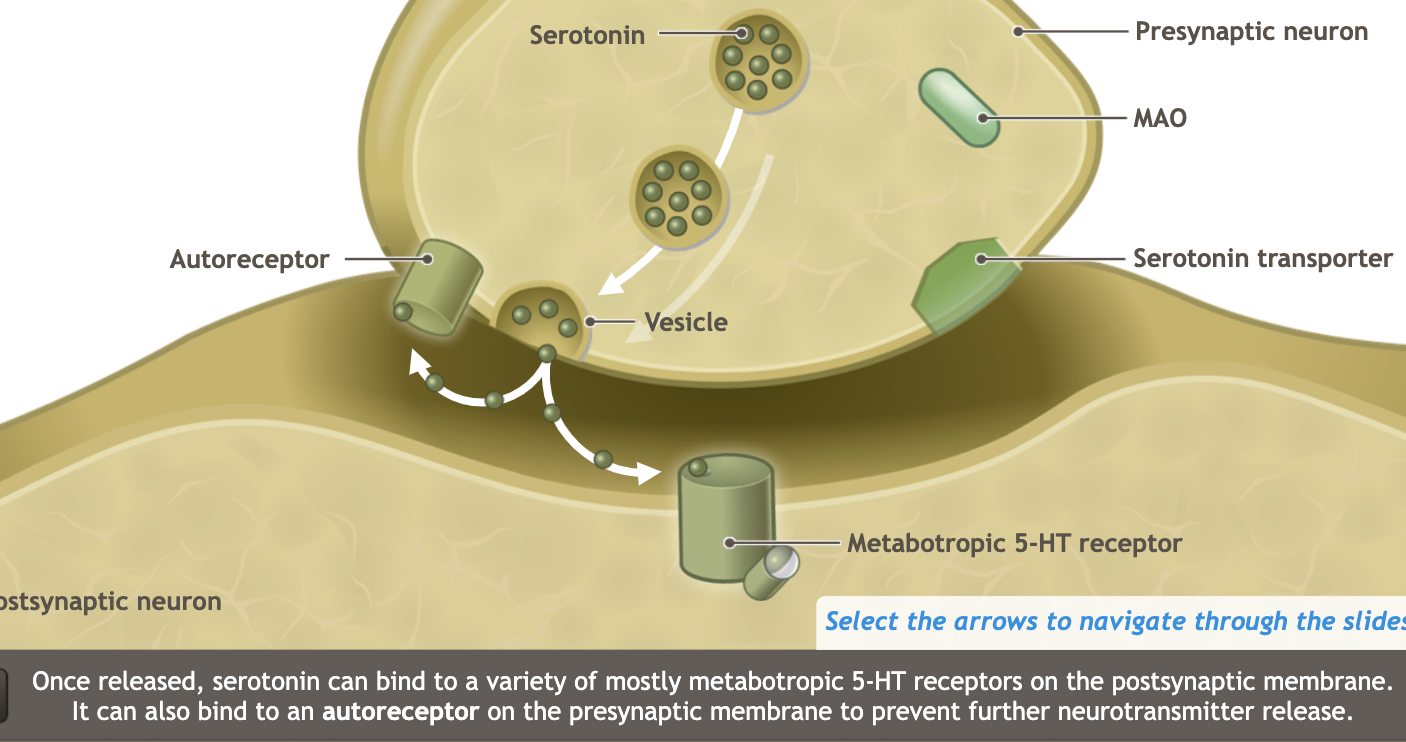 Serotonin
Presynaptic neuron
MAO
Autoreceptor
Serotonin transporter
Vesicle
Metabotropic 5-HT receptor
ostsynaptic neuron
Select the arrows to navigate through the slides
Once released, serotonin can bind to a variety of mostly metabotropic 5-HT receptors on the postsynaptic membrane.
It can also bind to an autoreceptor on the presynaptic membrane to prevent further neurotransmitter release.